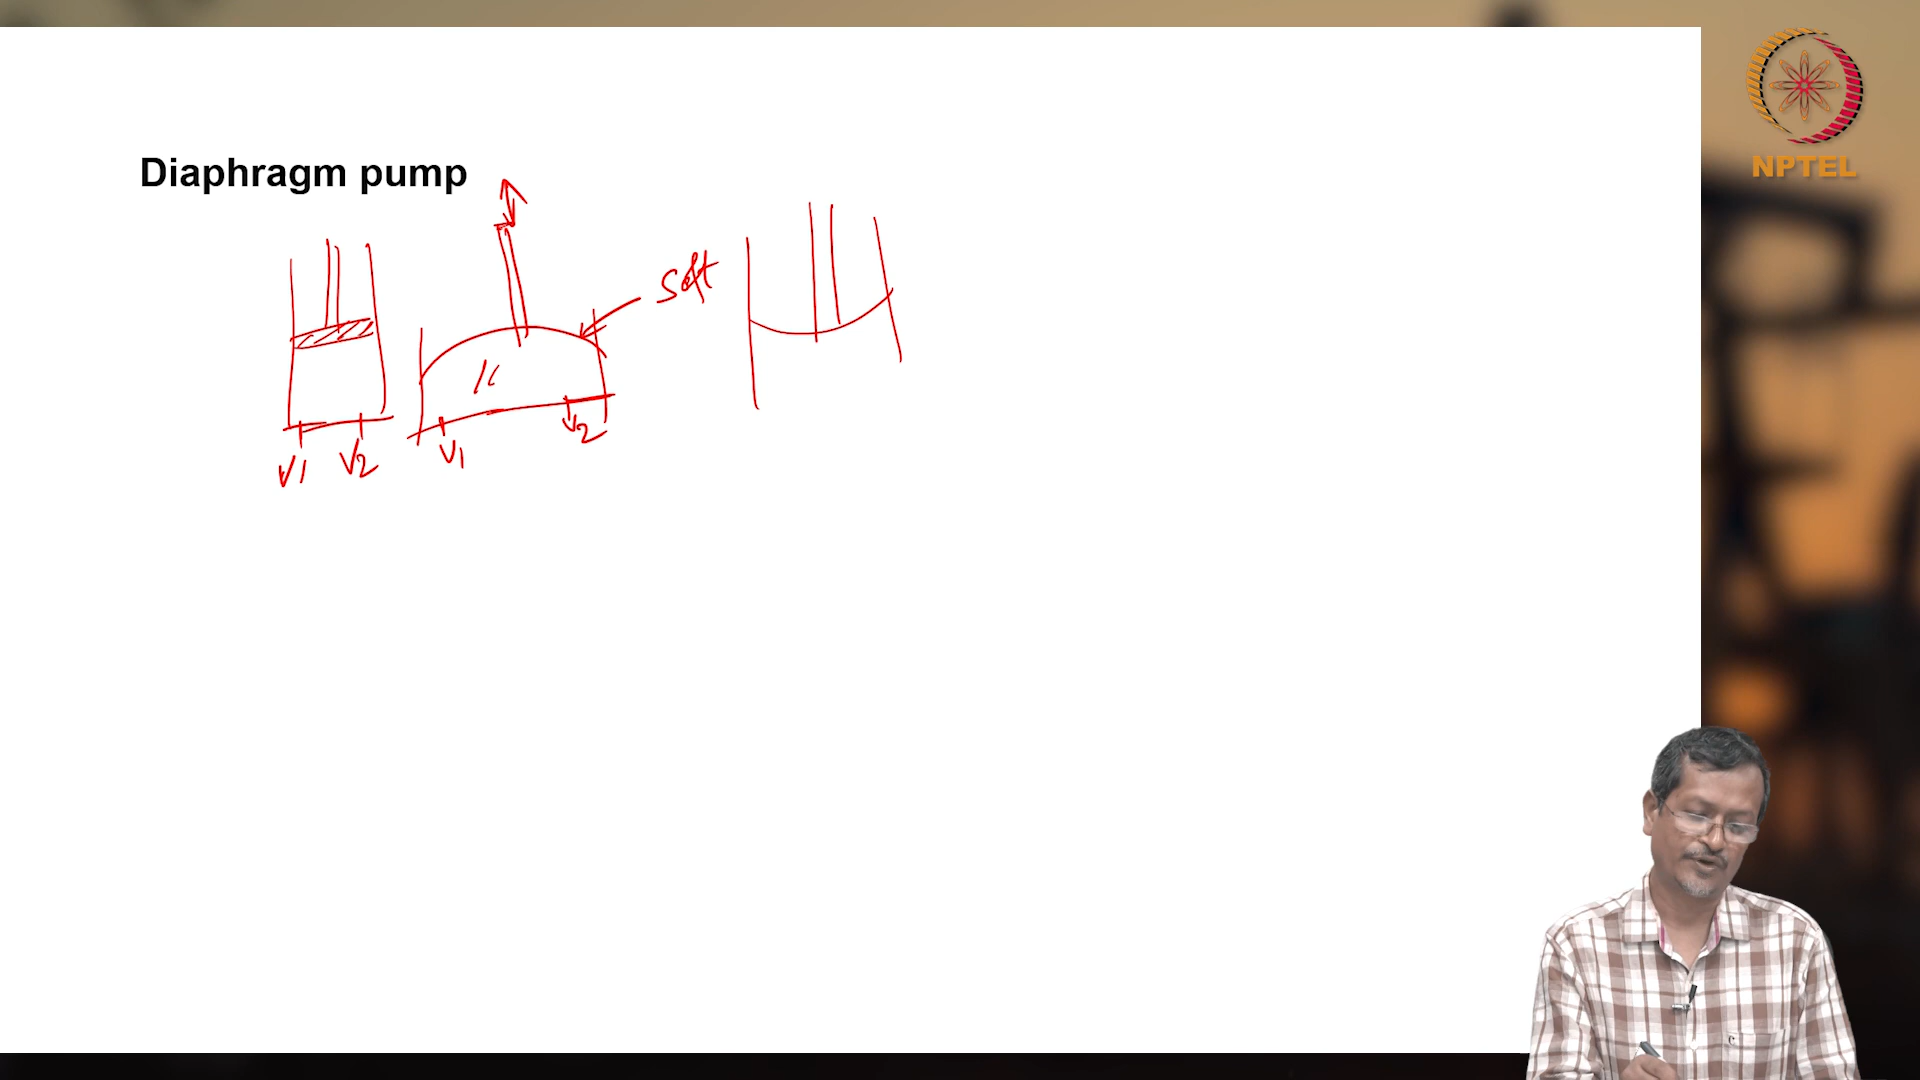 NPTEL
Diaphragm pump
Soft
V1 V2
V1
V2